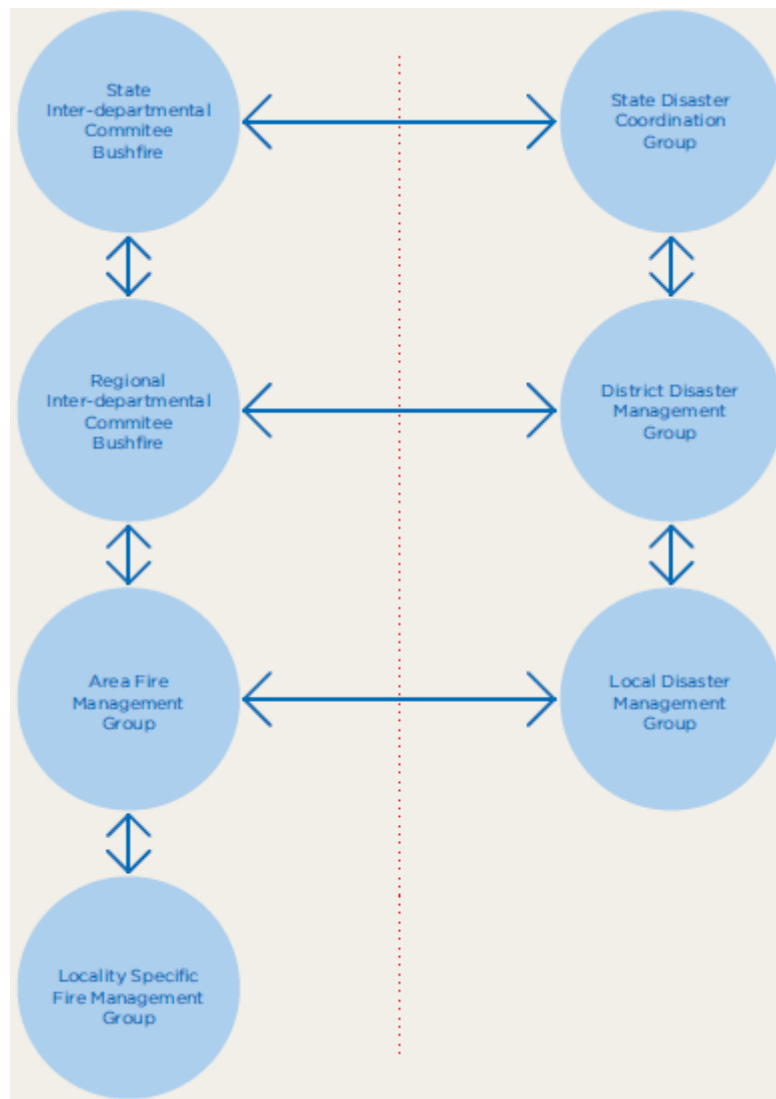 State
Inter-departmental
Commitee
Bushfire
State Disaster
Coordination
Group
Regional
Inter-departmental
Commitee
Bushfire
District Disaster
Management
Group
Area Fire
Management
Group
Local Disaster
Management
Group
Locality Specific
Fire Management
Group